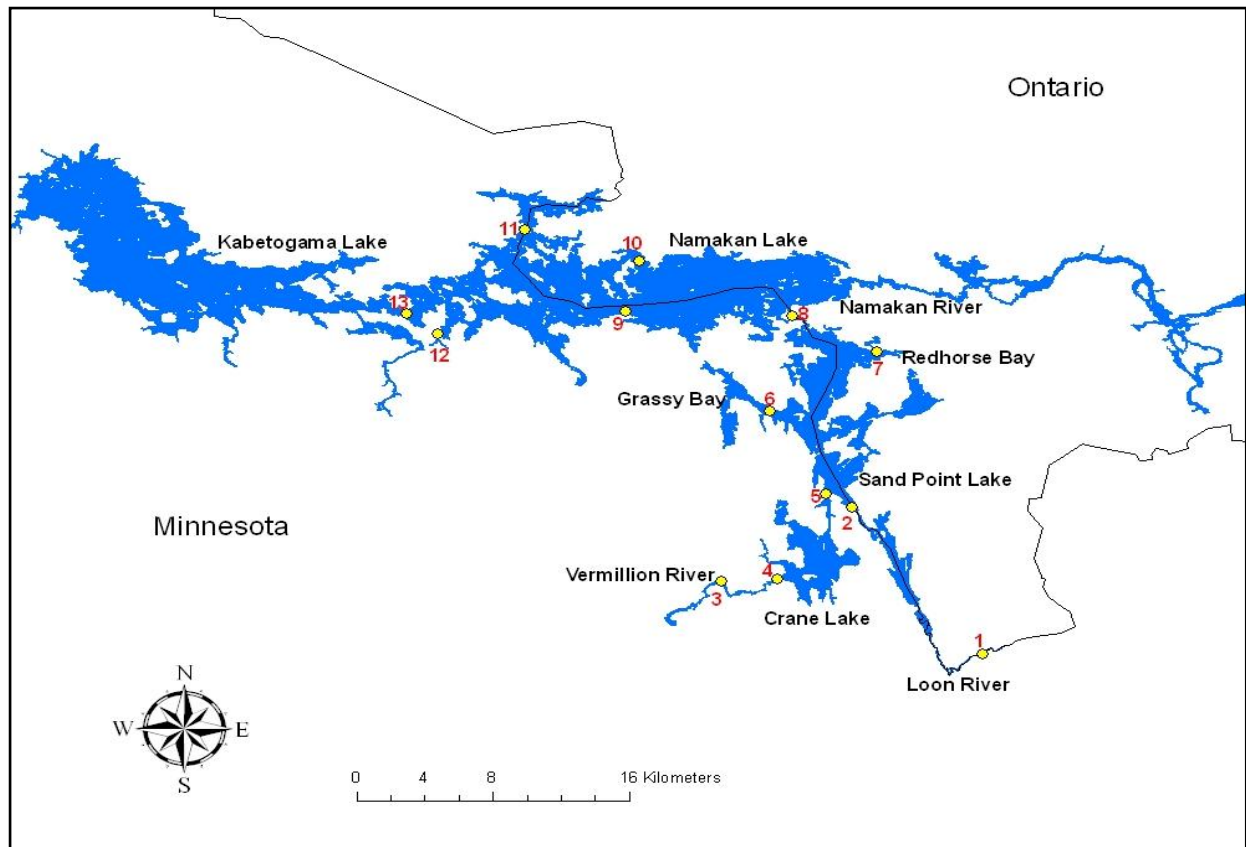 Ontario
Kabetogama Lake
11
10
Namakan Lake
13
9
8
Namakan River
12
7
Redhorse Bay
Grassy Bay
6
Sand Point Lake
5
2
Minnesota
Vermillion River
3
4
Crane Lake
1
Loon River
N
W
E
S
0 4 8 16 Kilometers